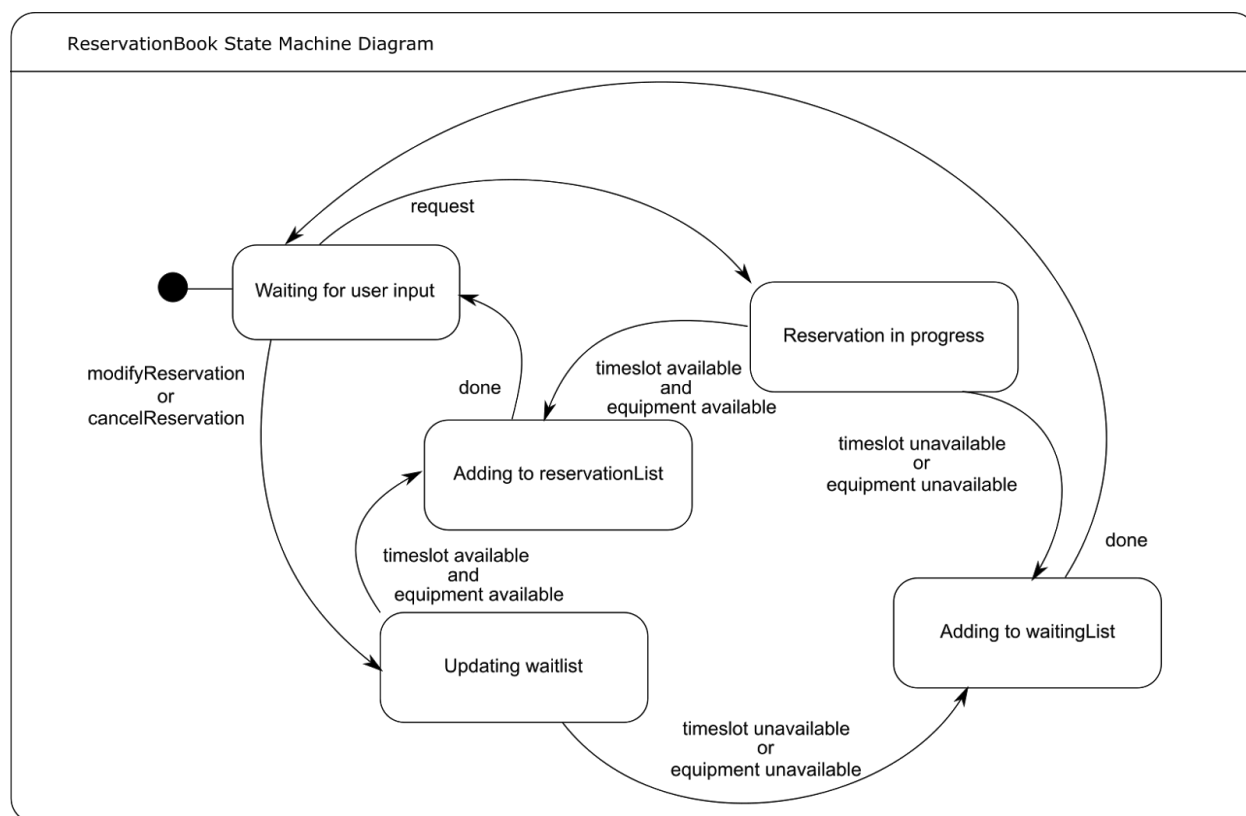 ReservationBook State Machine Diagram
request
Waiting for user input
Reservation in progress
modifyReservation
or
cancelReservation
done
timeslot available
and
equipment available
Adding to reservationList
timeslot unavailable
or
equipment unavailable
done
timeslot available
and
equipment available
Adding to waitingList
Updating waitlist
timeslot unavailable
or
equipment unavailable